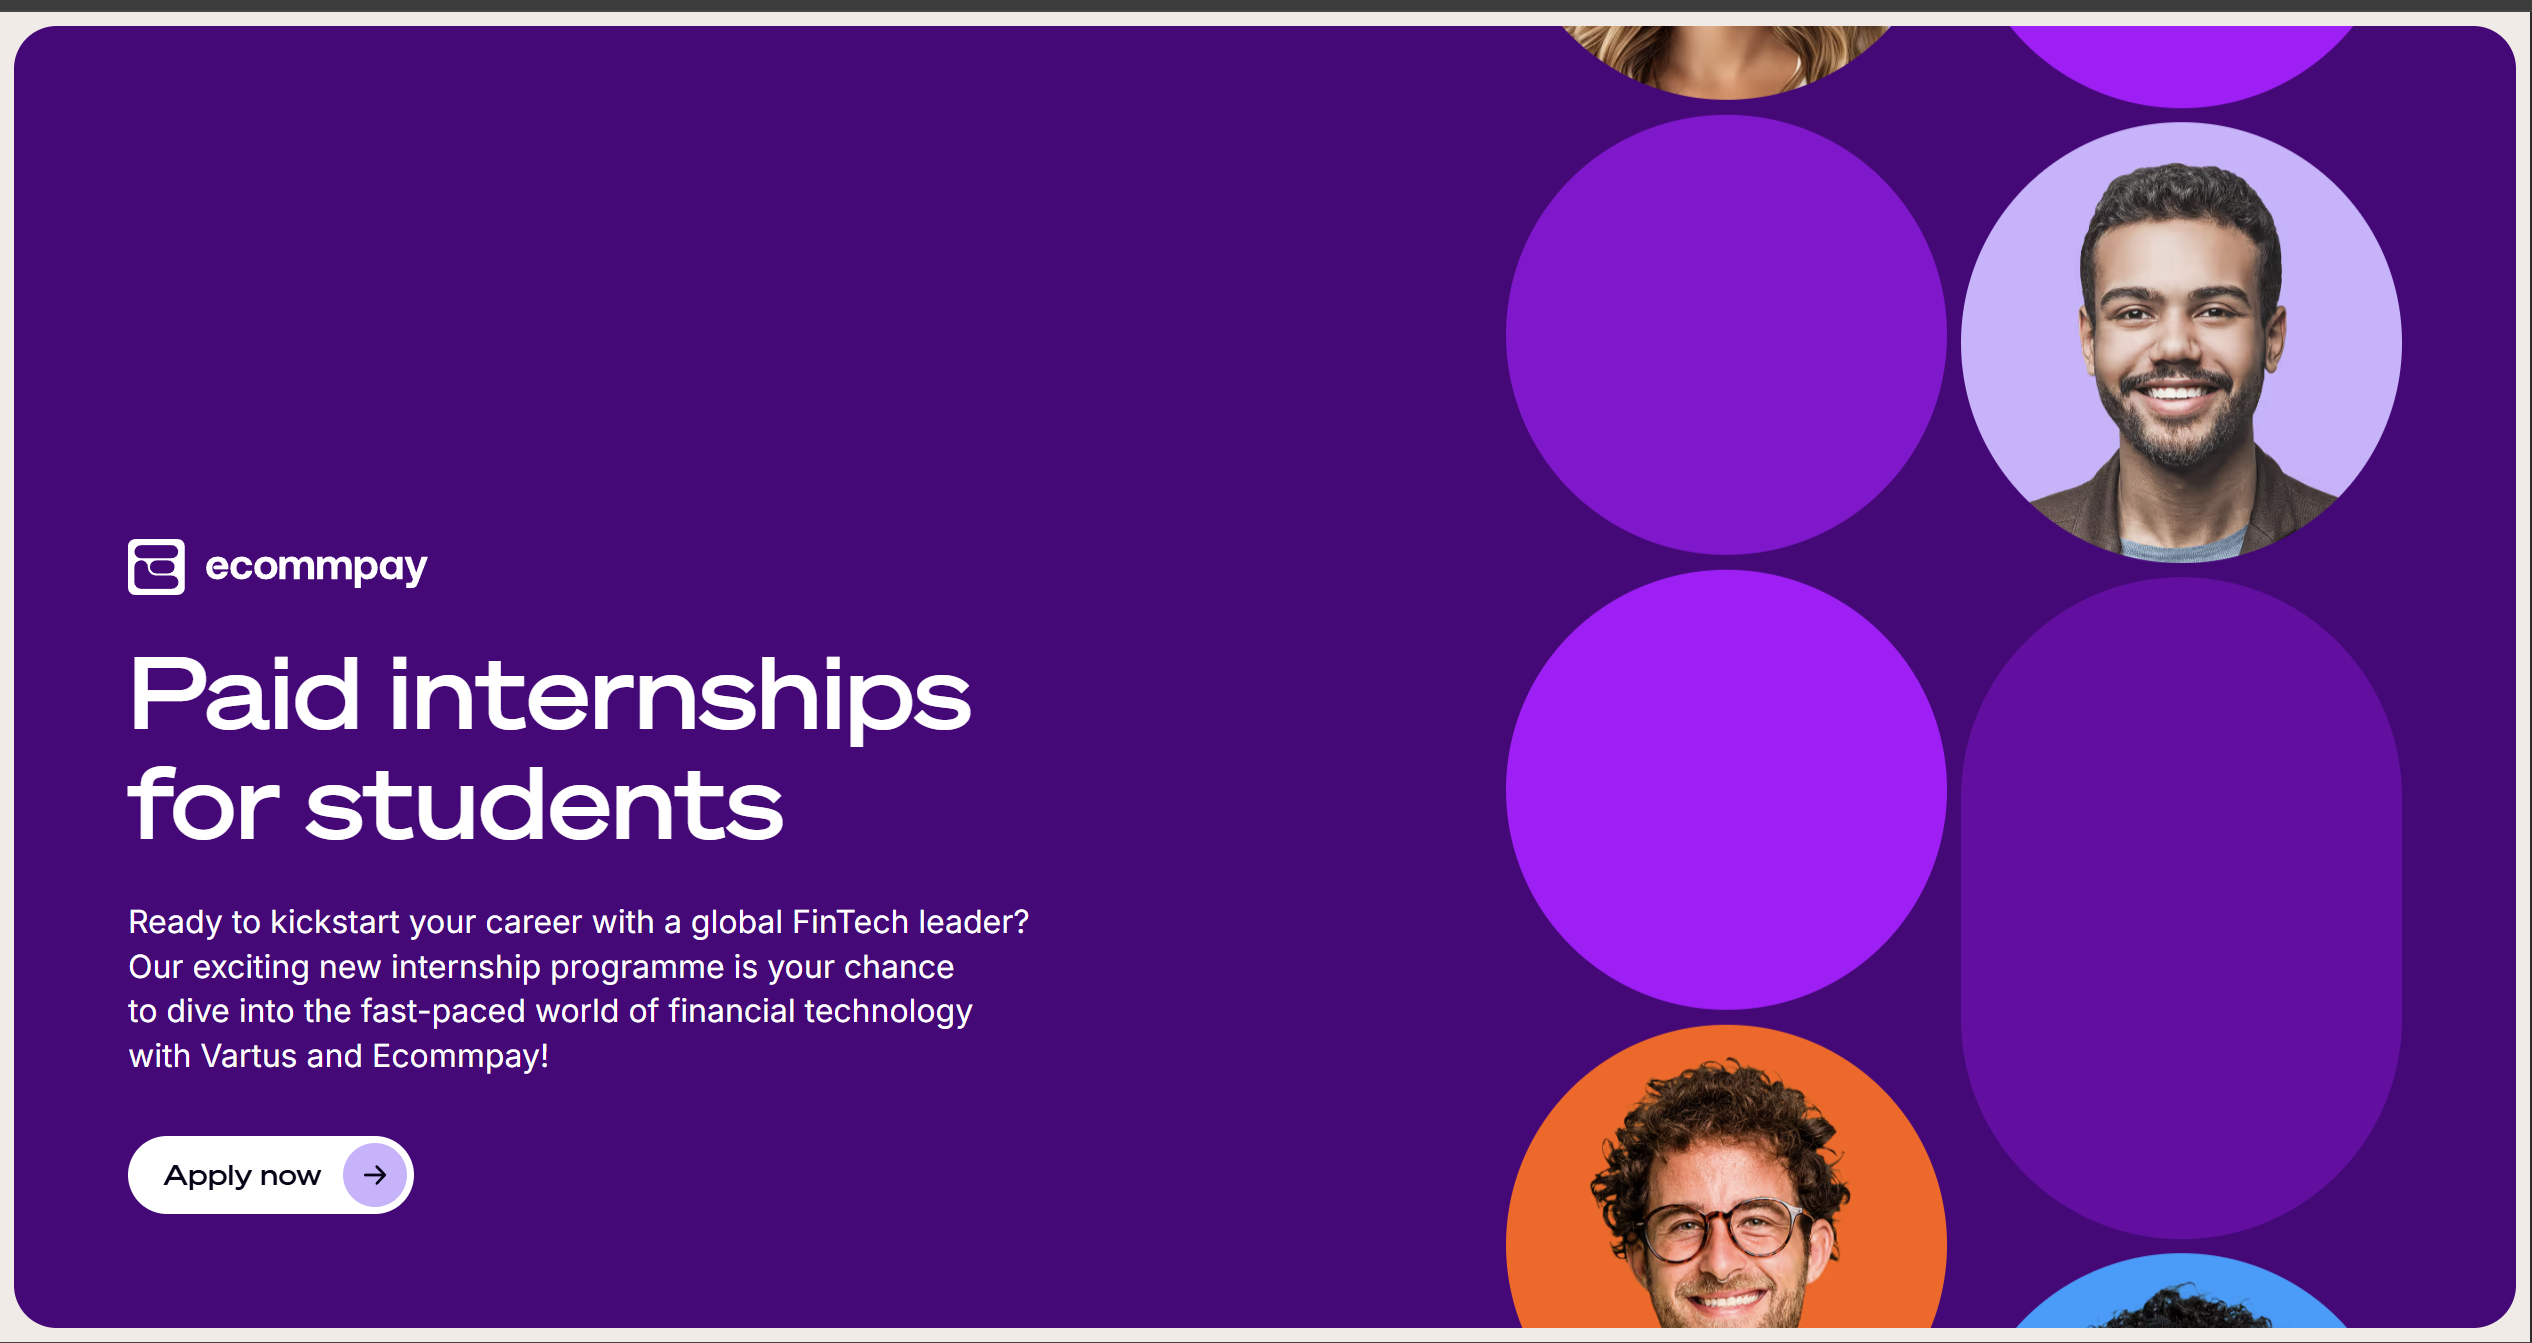 ecommpay
Paid internships
for students
Ready to kickstart your career with a global FinTech leader?
Our exciting new internship programme is your chance
to dive into the fast-paced world of financial technology
with Vartus and Ecommpay!
Apply now